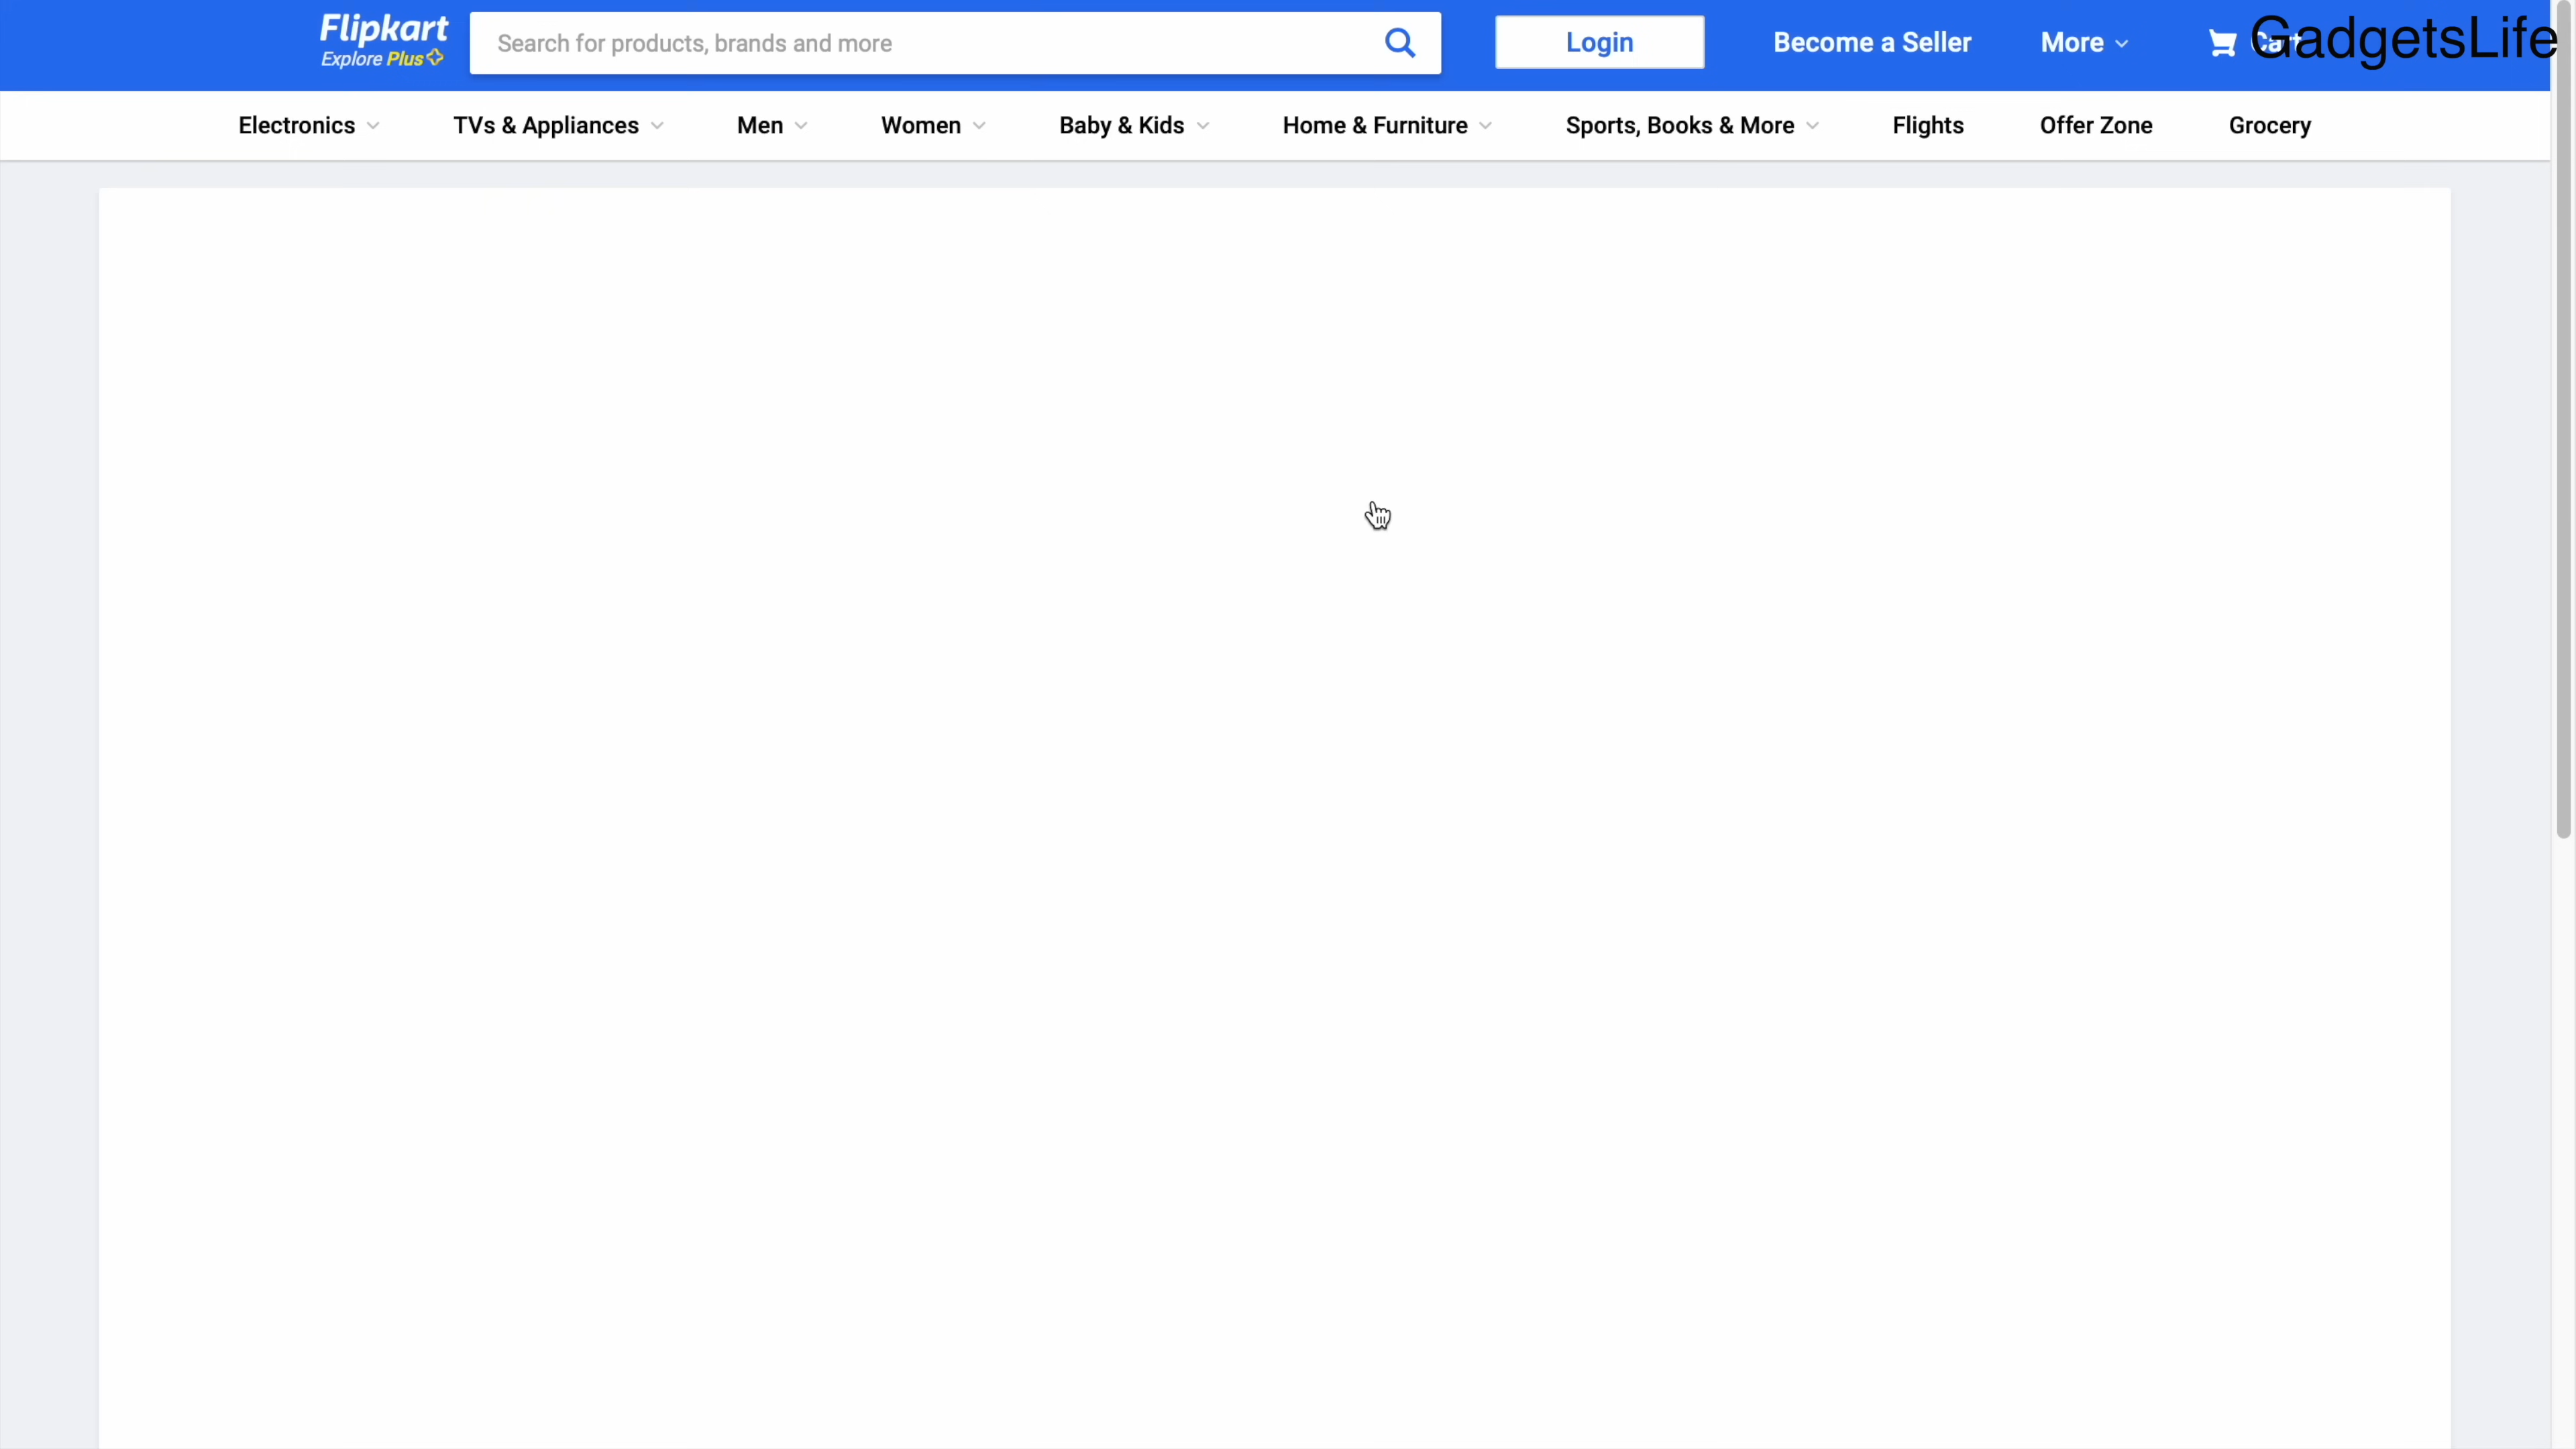 Flipkart
Explore Plus
Search for products, brands and more
Login
Become a Seller
More
Cart
GadgetsLife
Electronics
TVs & Appliances
Men
Women
Baby & Kids
Home & Furniture
Sports, Books & More
Flights
Offer Zone
Grocery